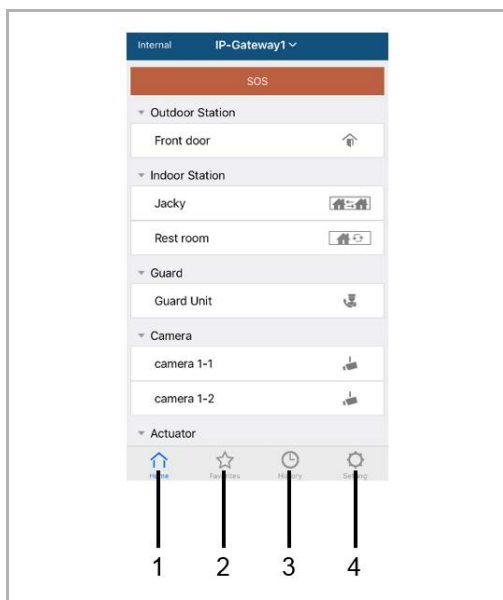 Internal IP-Gateway1
SOS
Outdoor Station
Front door
Indoor Station
Jacky
Rest room
Guard
Guard Unit
Camera
camera 1-1
camera 1-2
Actuator
Home Favorites History Setting
1 2 3 4